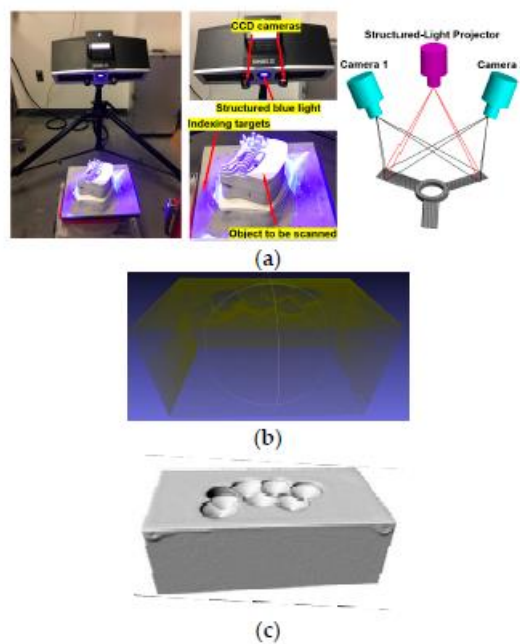 CCD cameras
Structured blue light
Indexing targets
Object to be scanned
Structured-Light Projector
Camera 1
Camera
(a)
(b)
(c)